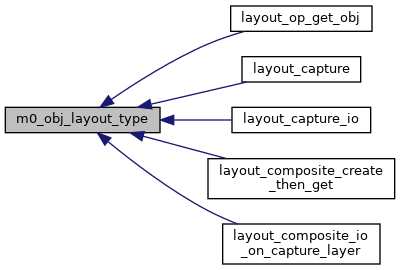 layout_op_get_obj
layout_capture
m0_obj_layout_type
layout_capture_io
layout_composite_create
_then_get
layout_composite_io
_on_capture_layer